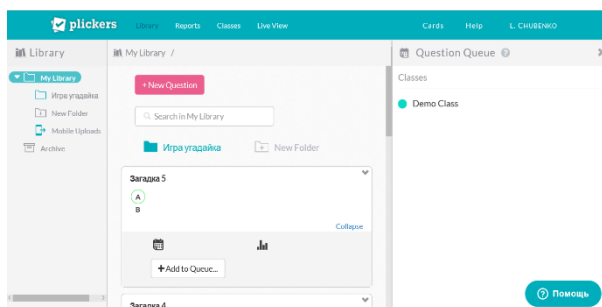 plickers Library Reports Classes Live View Cards Help L. CHUBENKO
Library
My Library /
Question Queue
My Library
Игра угадайка
New Folder
Mobile Uploads
Archive
+ New Question
Search in My Library
Игра угадайка New Folder
Загадка 5
A
B
Collapse
+ Add to Queue...
Загадка 4
Classes
Demo Class
Помощь